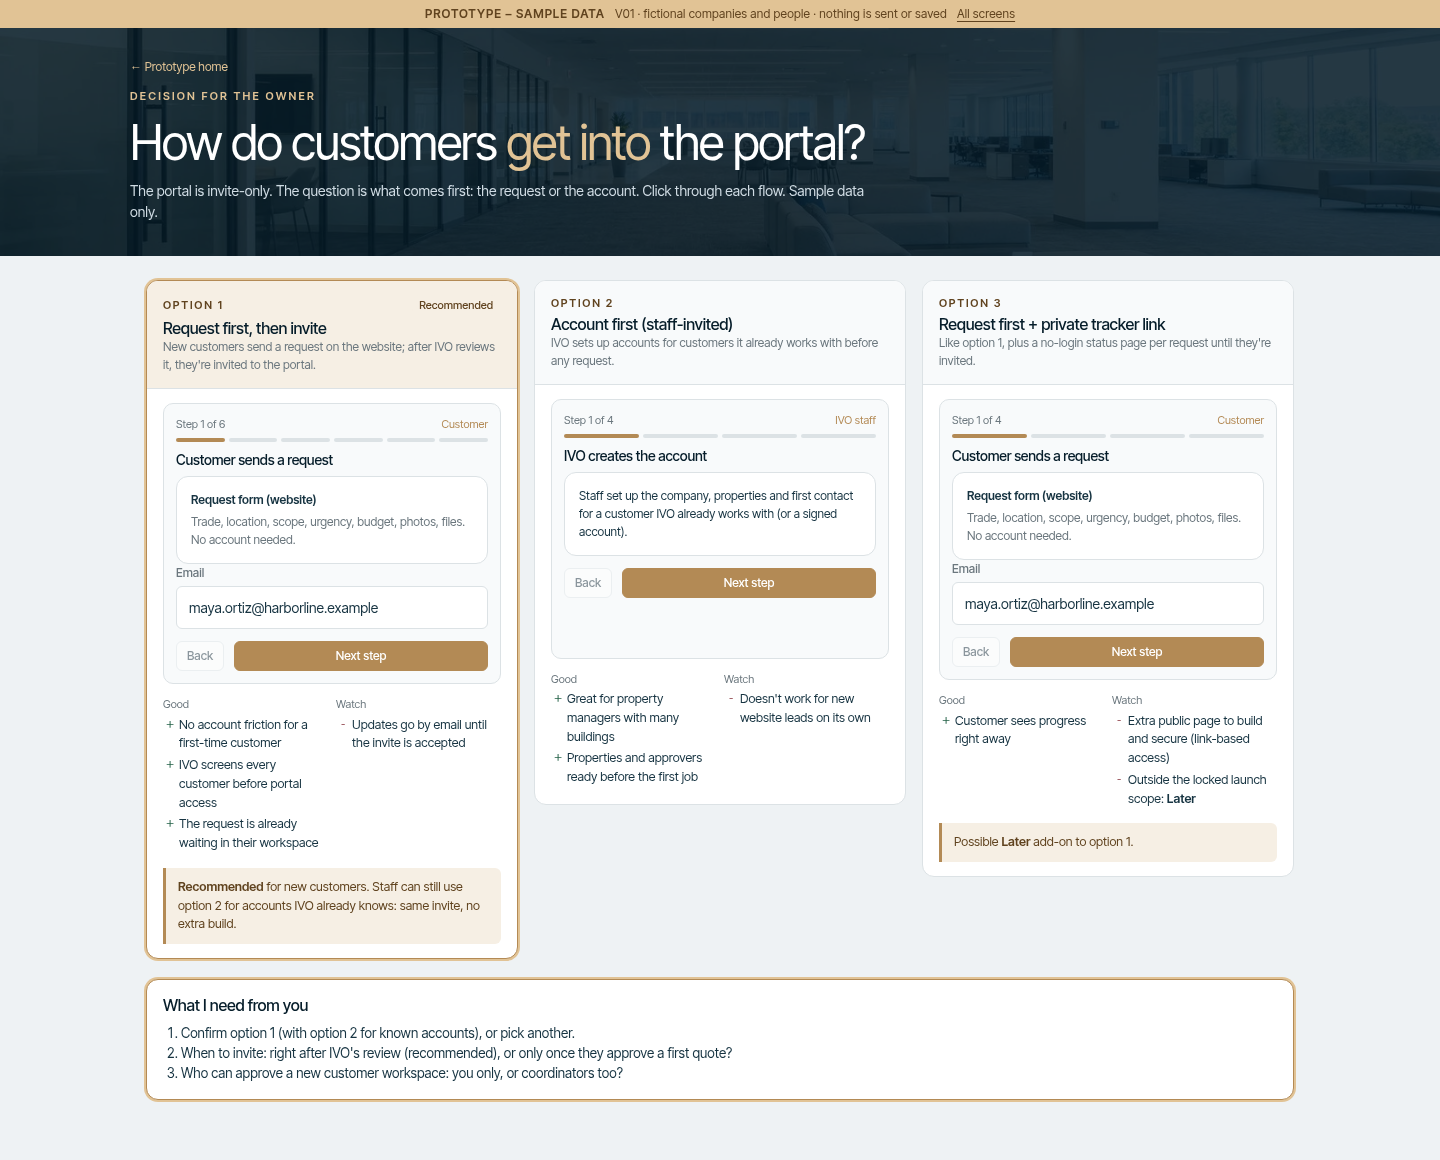 PROTOTYPE – SAMPLE DATA V01 · fictional companies and people · nothing is sent or saved All screens
← Prototype home
DECISION FOR THE OWNER
How do customers get into the portal?
The portal is invite-only. The question is what comes first: the request or the account. Click through each flow. Sample data
only.
OPTION 1 Recommended
Request first, then invite
New customers send a request on the website; after IVO reviews
it, they're invited to the portal.
Step 1 of 6 Customer
Customer sends a request
Request form (website)
Trade, location, scope, urgency, budget, photos, files.
No account needed.
Email
maya.ortiz@harborline.example
Back Next step
Good
+ No account friction for a
first-time customer
+ IVO screens every
customer before portal
access
+ The request is already
waiting in their workspace
Watch
- Updates go by email until
the invite is accepted
Recommended for new customers. Staff can still use
option 2 for accounts IVO already knows: same invite, no
extra build.
OPTION 2
Account first (staff-invited)
IVO sets up accounts for customers it already works with before
any request.
Step 1 of 4 IVO staff
IVO creates the account
Staff set up the company, properties and first contact
for a customer IVO already works with (or a signed
account).
Back Next step
Good
+ Great for property
managers with many
buildings
+ Properties and approvers
ready before the first job
Watch
- Doesn't work for new
website leads on its own
OPTION 3
Request first + private tracker link
Like option 1, plus a no-login status page per request until they're
invited.
Step 1 of 4 Customer
Customer sends a request
Request form (website)
Trade, location, scope, urgency, budget, photos, files.
No account needed.
Email
maya.ortiz@harborline.example
Back Next step
Good
+ Customer sees progress
right away
Watch
- Extra public page to build
and secure (link-based
access)
- Outside the locked launch
scope: Later
Possible Later add-on to option 1.
What I need from you
1. Confirm option 1 (with option 2 for known accounts), or pick another.
2. When to invite: right after IVO's review (recommended), or only once they approve a first quote?
3. Who can approve a new customer workspace: you only, or coordinators too?